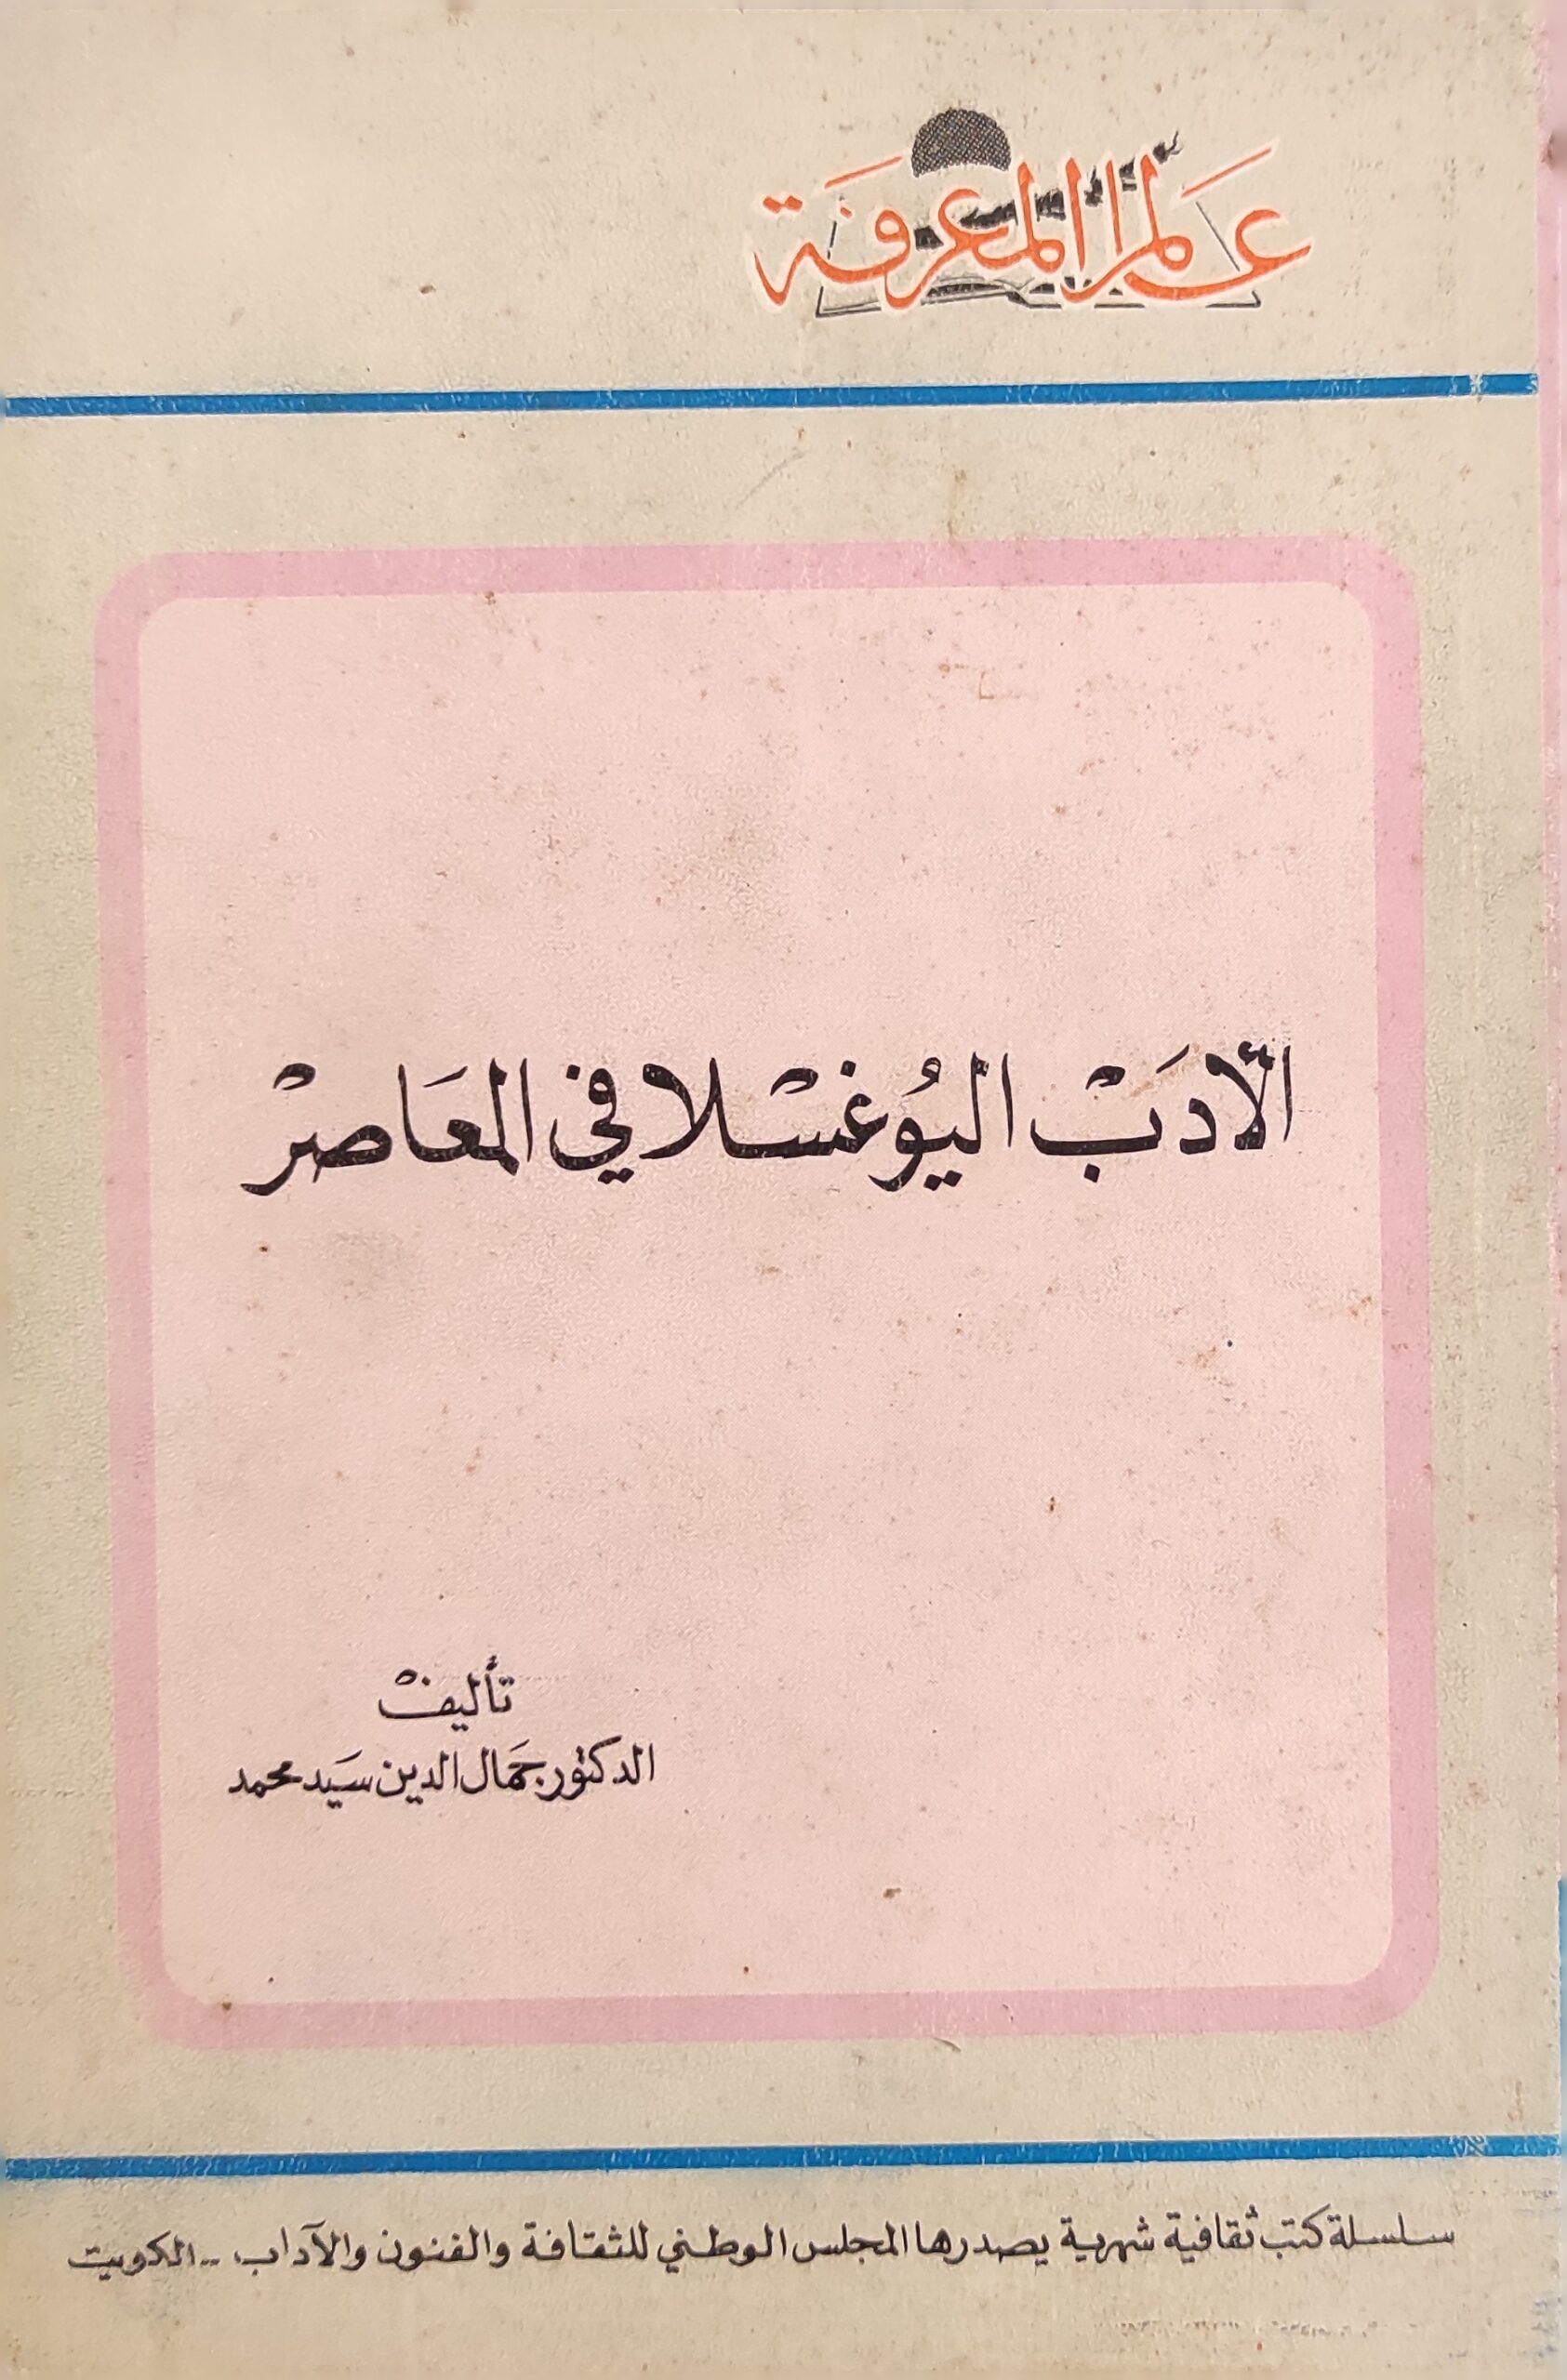 عالم المعرفة
الأدب اليوغسلافي المعاصر
تأليف
الدكتور جمال الدين سيد محمد
سلسلة كتب ثقافية شهرية يصدرها المجلس الوطني للثقافة والفنون والآداب - الكويت